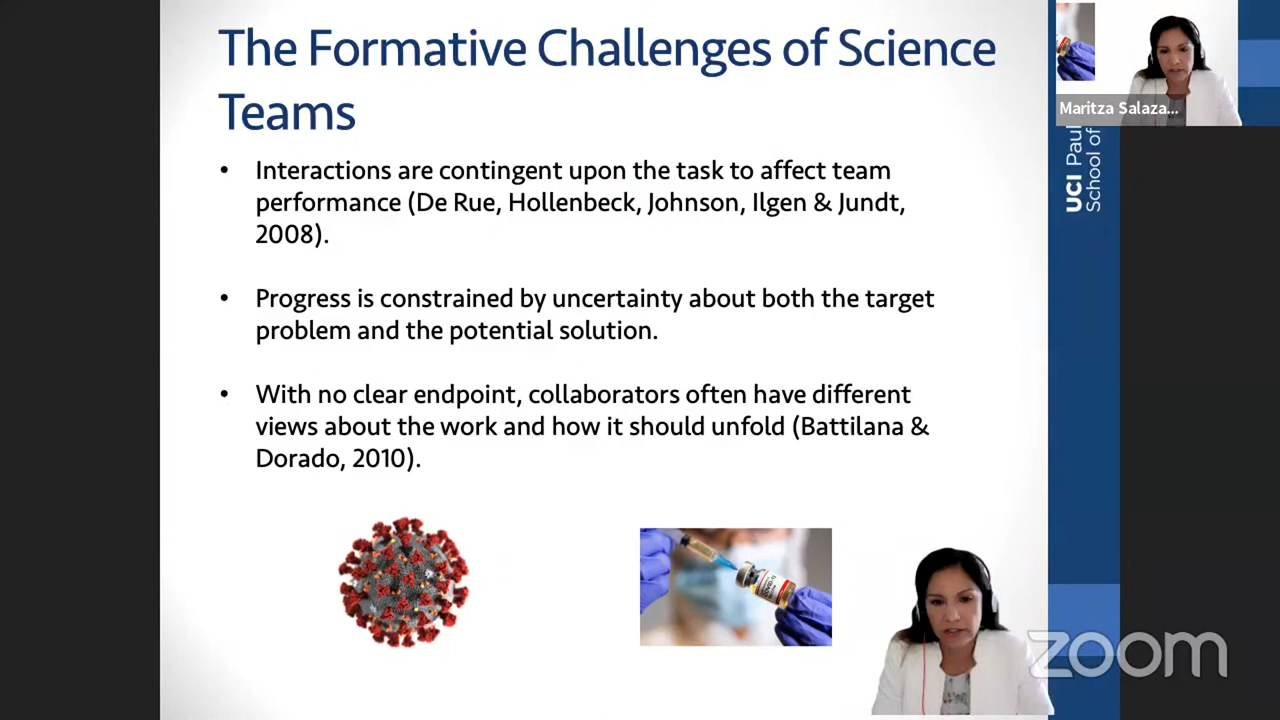 The Formative Challenges of Science
Teams
• Interactions are contingent upon the task to affect team
performance (De Rue, Hollenbeck, Johnson, Ilgen & Jundt,
2008).
• Progress is constrained by uncertainty about both the target
problem and the potential solution.
• With no clear endpoint, collaborators often have different
views about the work and how it should unfold (Battilana &
Dorado, 2010).
Maritza Salaza...
UCI Paul
School of
COVID-19
zoom